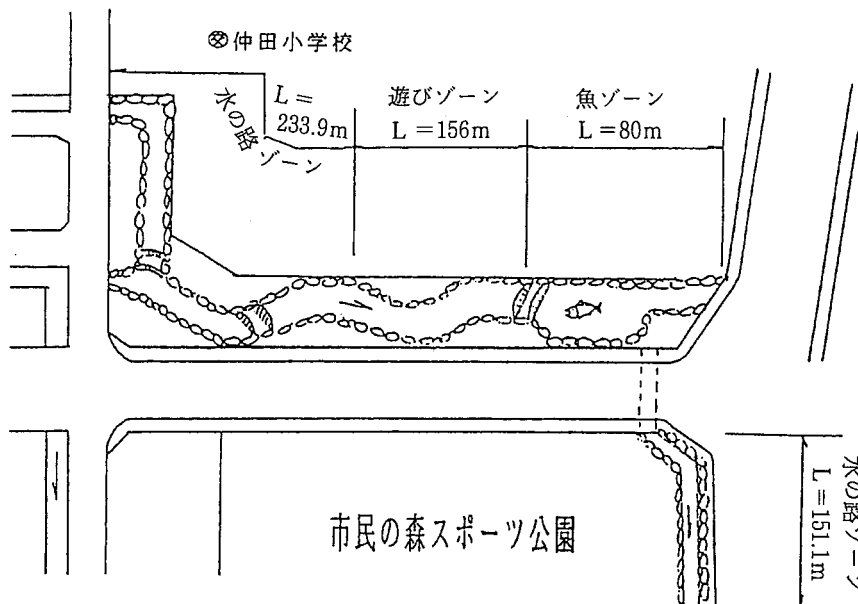 ⊗仲田小学校
水の路
ゾーン
L=
233.9m
遊びゾーン
L=156m
魚ゾーン
L=80m
市民の森スポーツ公園
水の路ゾーン
L=151.1m